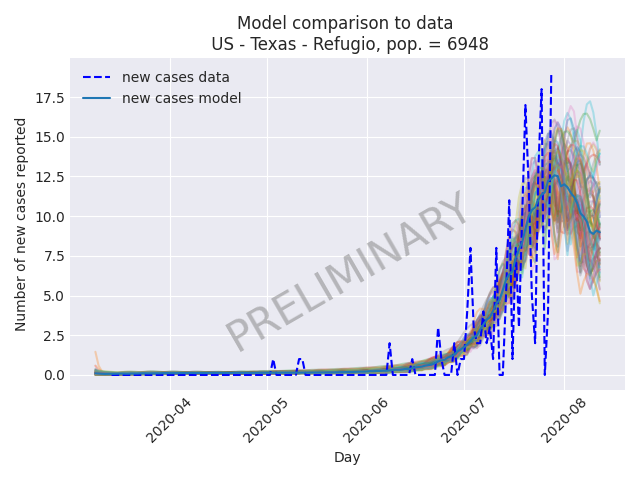 Model comparison to data
US - Texas - Refugio, pop. = 6948
new cases data
new cases model
Number of new cases reported
17.5
15.0
12.5
10.0
7.5
5.0
2.5
0.0
PRELIMINARY
2020-04
2020-05
2020-06
2020-07
2020-08
Day